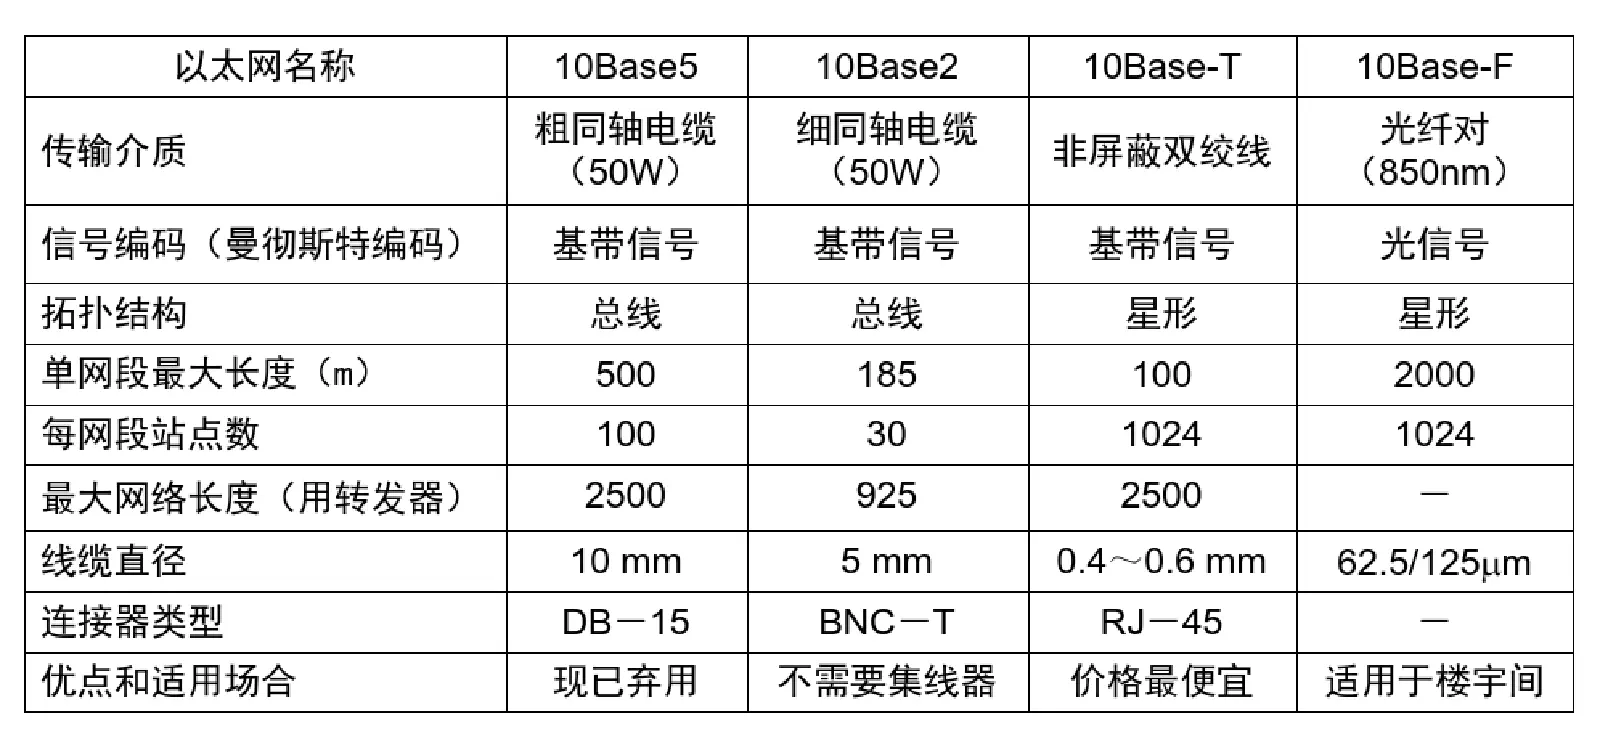 以太网名称 10Base5 10Base2 10Base-T 10Base-F
传输介质 粗同轴电缆（50W） 细同轴电缆（50W） 非屏蔽双绞线 光纤对（850nm）
信号编码（曼彻斯特编码） 基带信号 基带信号 基带信号 光信号
拓扑结构 总线 总线 星形 星形
单网段最大长度（m） 500 185 100 2000
每网段站点数 100 30 1024 1024
最大网络长度（用转发器） 2500 925 2500 －
线缆直径 10 mm 5 mm 0.4～0.6 mm 62.5/125μm
连接器类型 DB－15 BNC－T RJ－45 －
优点和适用场合 现已弃用 不需要集线器 价格最便宜 适用于楼宇间